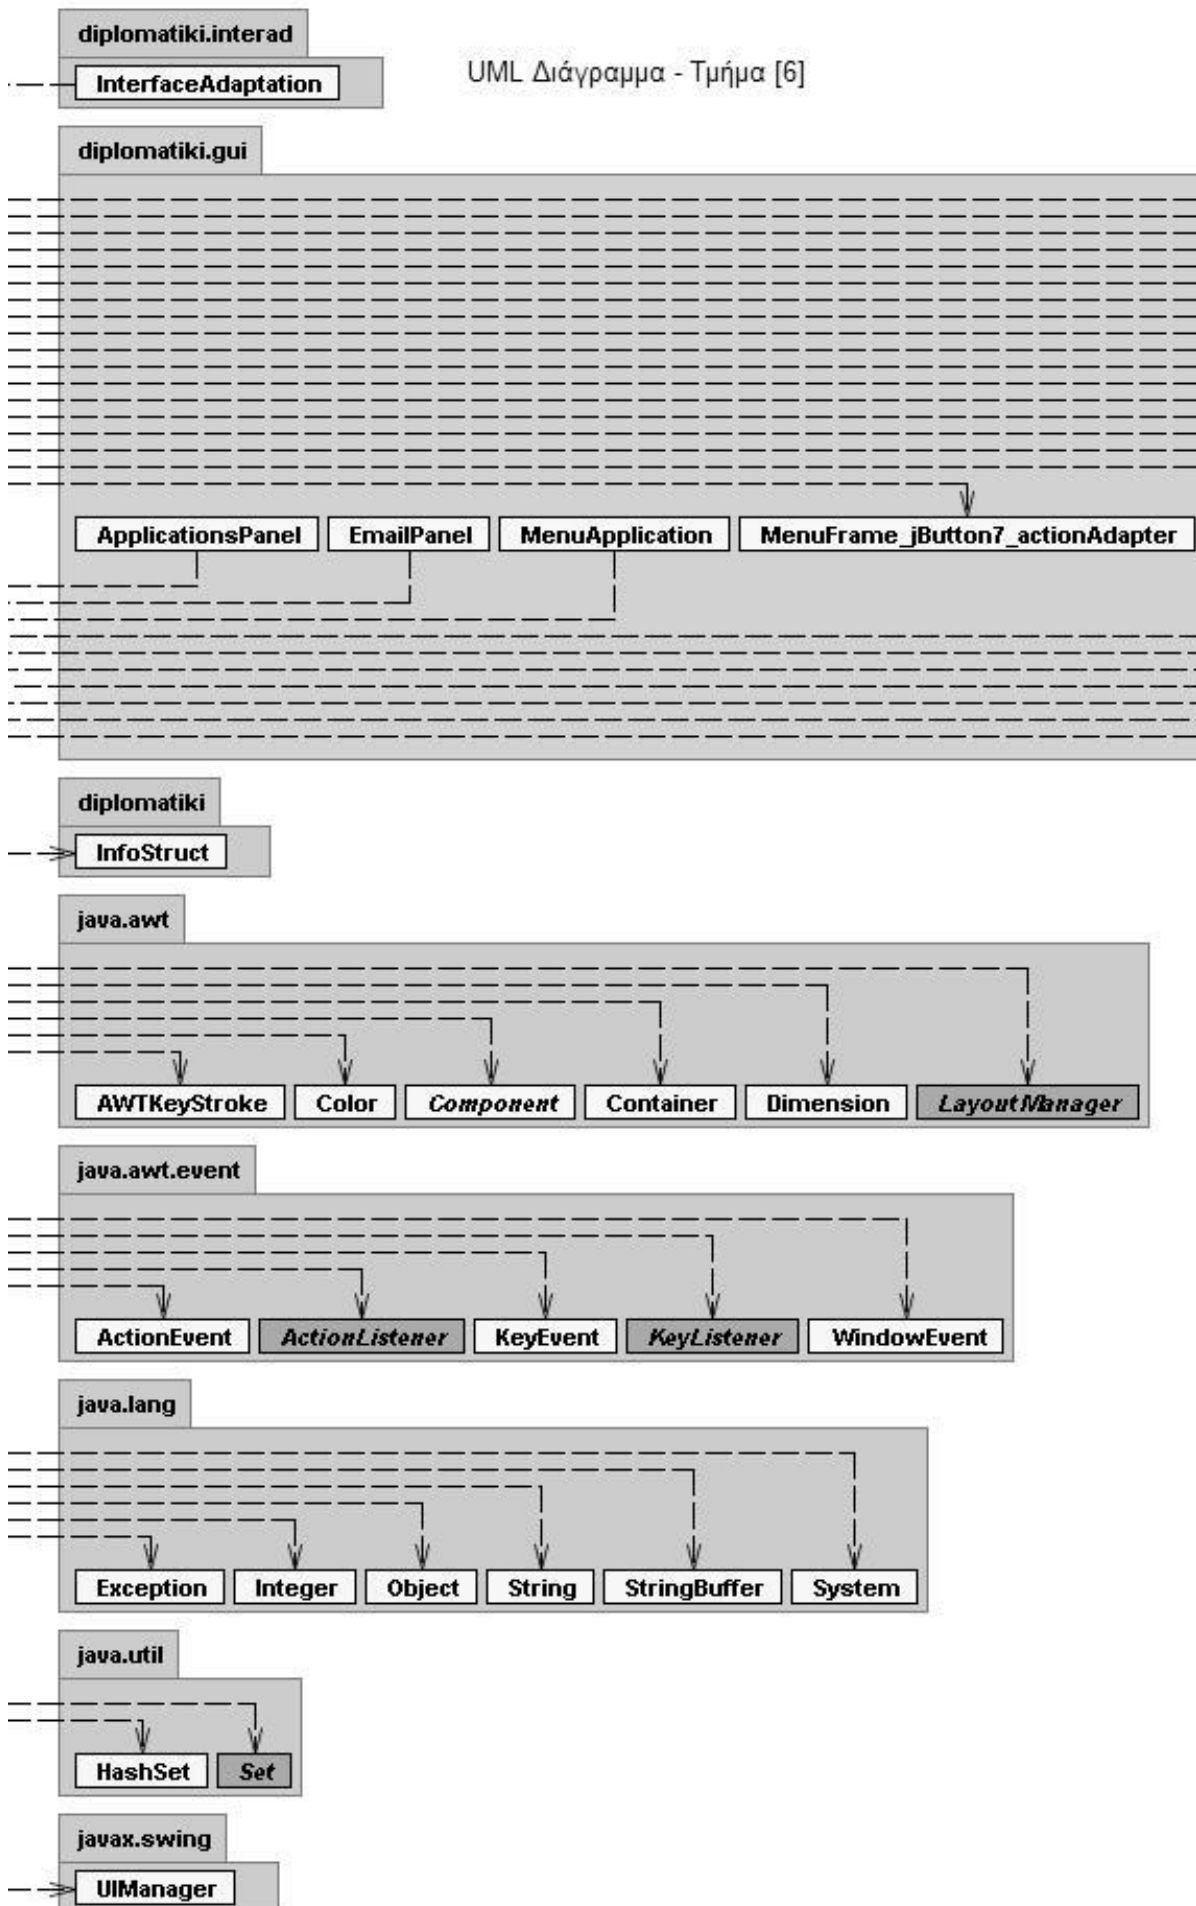 diplomatiki.interad
UML Διάγραμμα - Τμήμα [6]
InterfaceAdaptation
diplomatiki.gui
ApplicationsPanel EmailPanel MenuApplication MenuFrame_jButton7_actionAdapter
diplomatiki
InfoStruct
java.awt
AWTKeyStroke Color Component Container Dimension LayoutManager
java.awt.event
ActionEvent ActionListener KeyEvent KeyListener WindowEvent
java.lang
Exception Integer Object String StringBuffer System
java.util
HashSet Set
javax.swing
UIManager